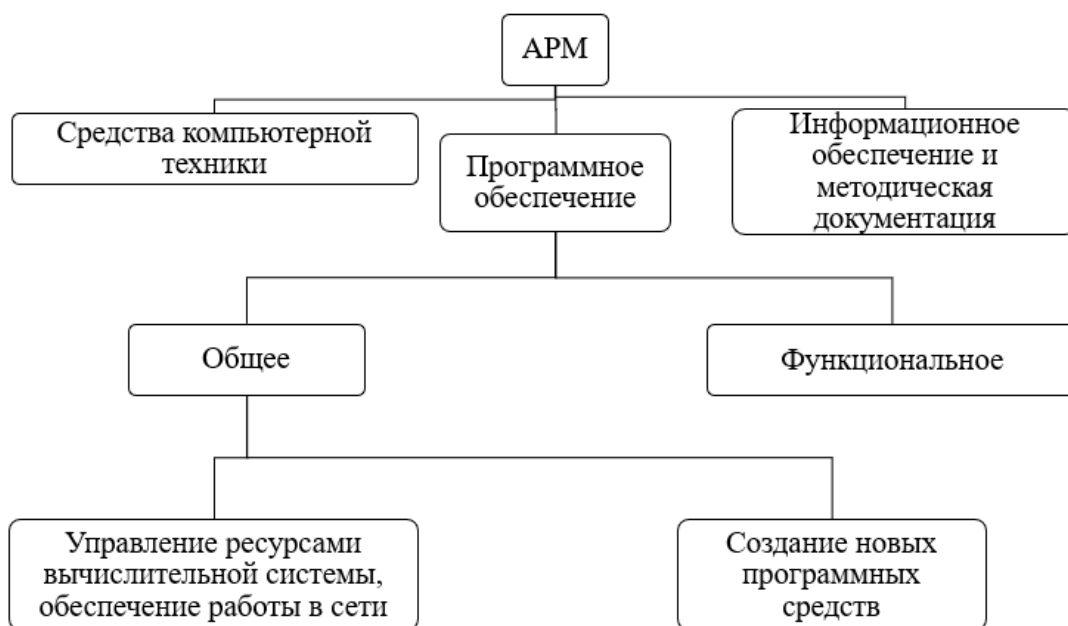 АРМ
Средства компьютерной
техники
Программное
обеспечение
Информационное
обеспечение и
методическая
документация
Общее
Функциональное
Управление ресурсами
вычислительной системы,
обеспечение работы в сети
Создание новых
программных
средств